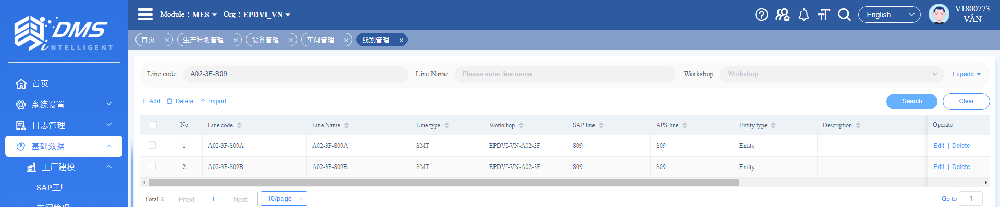 DMS
iNTELLIGENT
首页
系统设置
日志管理
基础数据
工厂建模
SAP工厂
车间管理
Module : MES Org : EPDVI_VN
English
V1800773
VÂN
首页 × 生产计划管理 × 设备管理 × 车间管理 × 线别管理 ×
Line code A02-3F-S09 Line Name Please enter line name Workshop Workshop Expand
Add Delete Import Search Clear
No Line code Line Name Line type Workshop SAP line APS line Entity type Description Operate
1 A02-3F-S09A A02-3F-S09A SMT EPDVI-VN-A02-3F S09 S09 Entity Edit | Delete
2 A02-3F-S09B A02-3F-S09B SMT EPDVI-VN-A02-3F S09 S09 Entity Edit | Delete
Total 2 Prevt 1 Next 10/page Go to 1